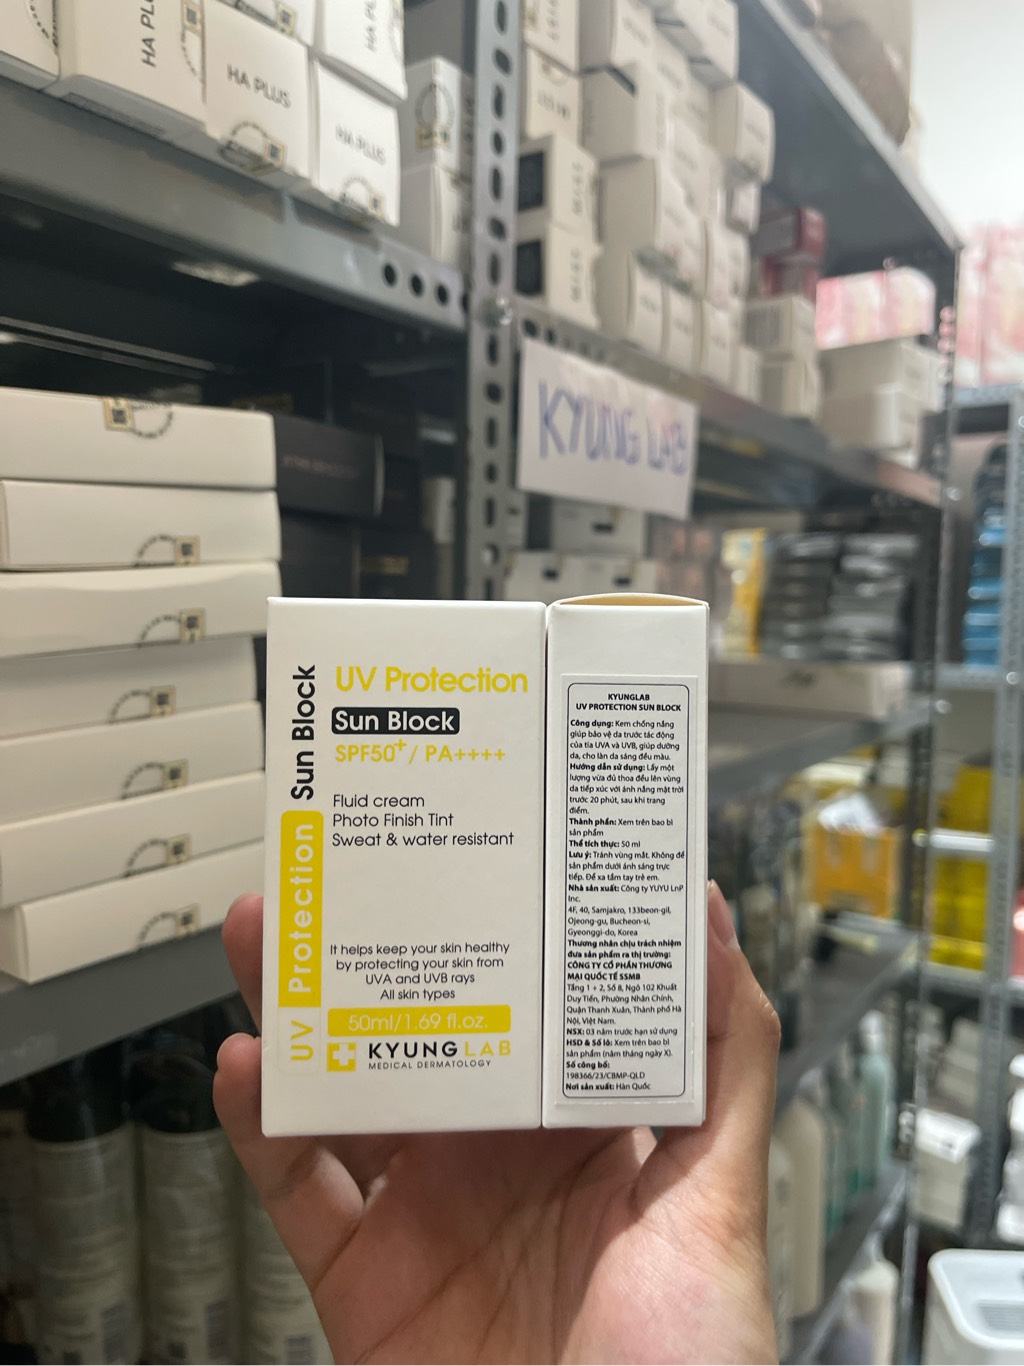 HA PLUS
HA PLUS
KYUNG LAB
UV Protection Sun Block
UV Protection
Sun Block
SPF50+/ PA++++
Fluid cream
Photo Finish Tint
Sweat & water resistant
It helps keep your skin healthy
by protecting your skin from
UVA and UVB rays
All skin types
50ml/1.69 fl.oz.
KYUNG LAB
MEDICAL DERMATOLOGY
KYUNGLAB
UV PROTECTION SUN BLOCK
Công dụng: Kem chống nắng
giúp bảo vệ da trước tác động
của tia UVA và UVB, giúp dưỡng
da, cho làn da sáng đều màu.
Hướng dẫn sử dụng: Lấy một
lượng vừa đủ thoa đều lên vùng
da tiếp xúc với ánh nắng mặt trời
trước 20 phút, sau khi trang
điểm.
Thành phần: Xem trên bao bì
sản phẩm
Thể tích thực: 50 ml
Lưu ý: Tránh vùng mắt. Không để
sản phẩm dưới ánh sáng trực
tiếp. Để xa tầm tay trẻ em.
Nhà sản xuất: Công ty YUYU LnP
Inc.
4F, 40, Samjakro, 133beon-gil,
Ojeong-gu, Bucheon-si,
Gyeonggi-do, Korea
Thương nhân chịu trách nhiệm
đưa sản phẩm ra thị trường:
CÔNG TY CỔ PHẦN THƯƠNG
MẠI QUỐC TẾ SSMB
Tầng 1 + 2, Số 8, Ngõ 102 Khuất
Duy Tiến, Phường Nhân Chính,
Quận Thanh Xuân, Thành phố Hà
Nội, Việt Nam.
NSX: 03 năm trước hạn sử dụng
HSD & Số lô: Xem trên bao bì
sản phẩm (năm tháng ngày X).
Số công bố:
198366/23/CBMP-QLD
Nơi sản xuất: Hàn Quốc